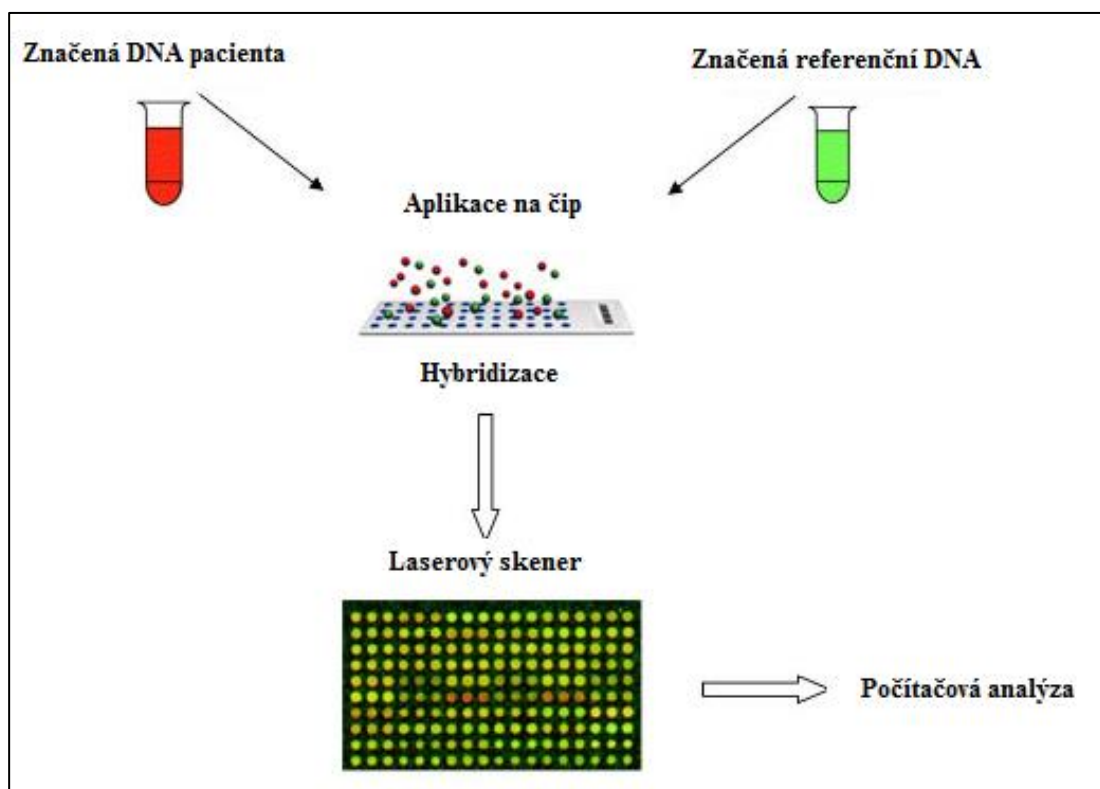 Značená DNA pacienta
Značená referenční DNA
Aplikace na čip
Hybridizace
Laserový skener
Počítačová analýza